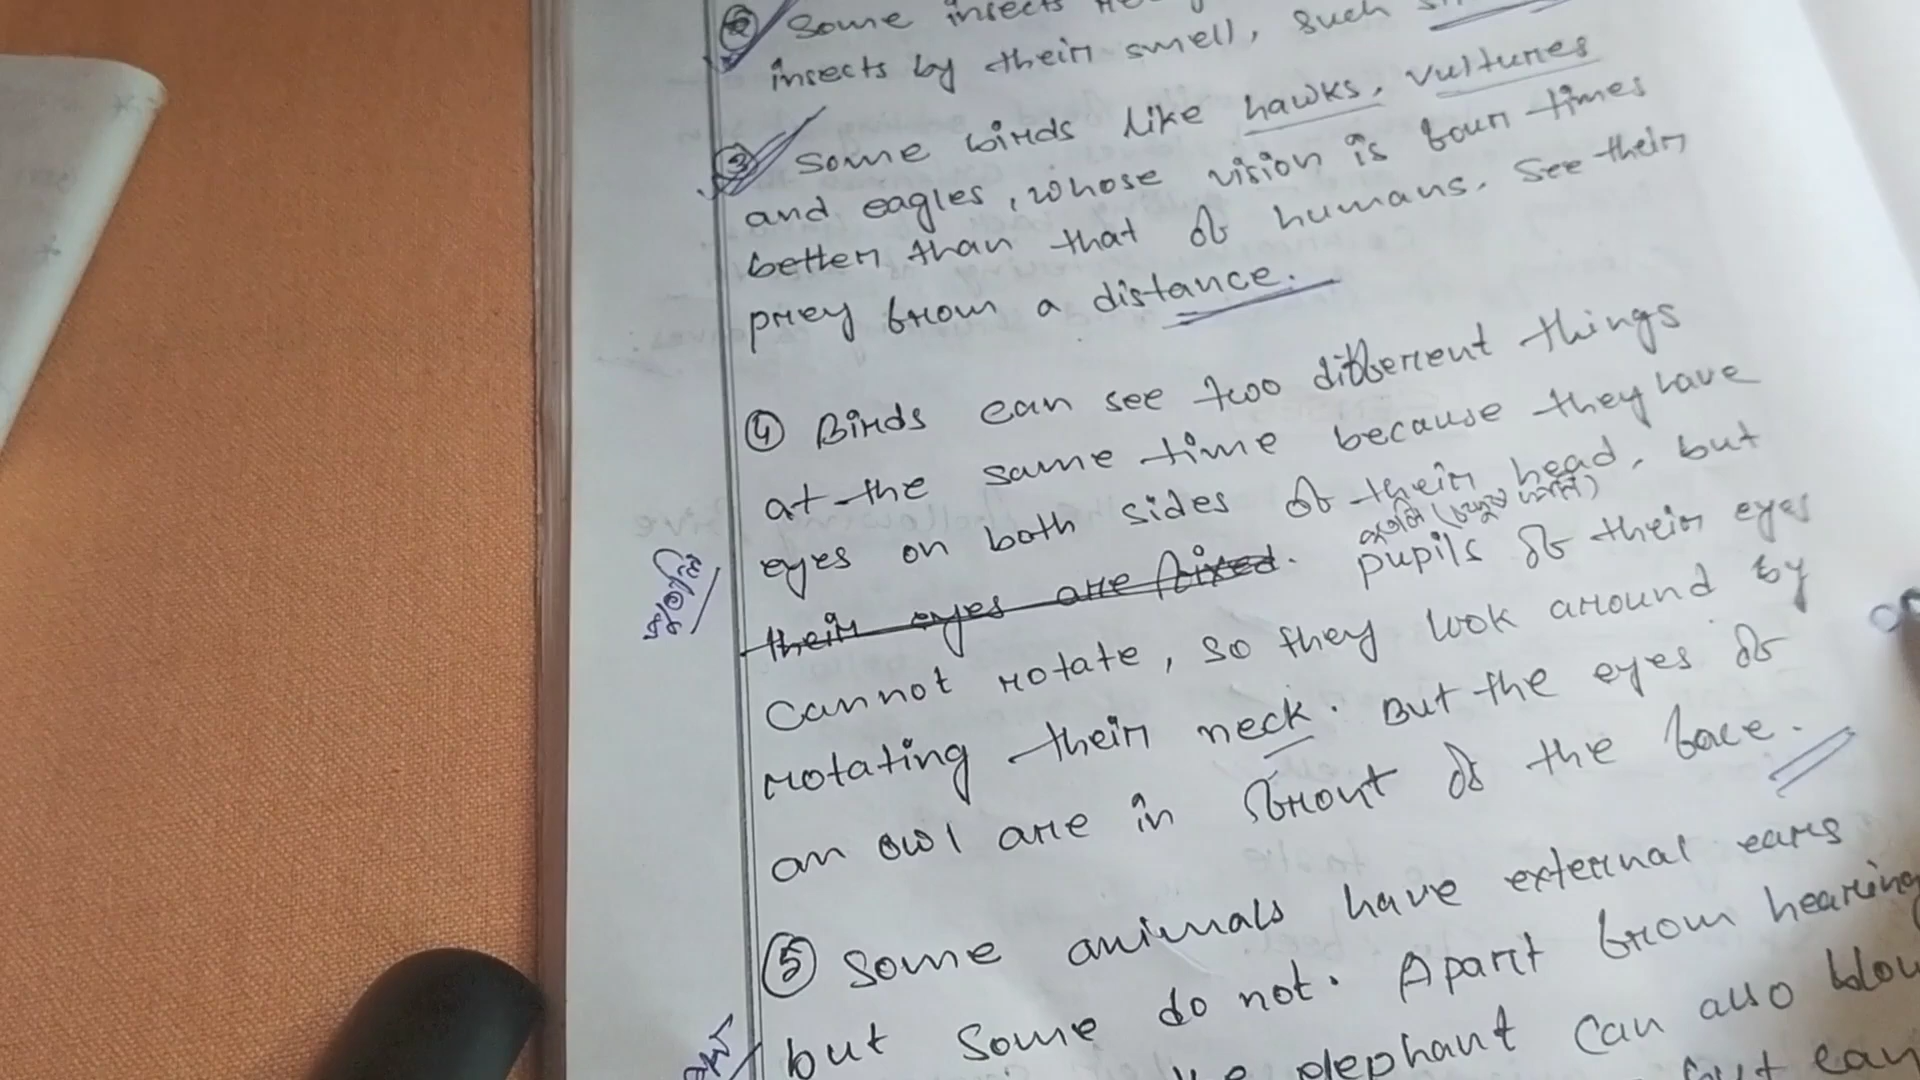 ② Some insects
insects by their smell, such
③ Some birds like hawks, vultures
and eagles, whose vision is four times
better than that of humans. See their
prey from a distance.
④ Birds can see two different things
at the same time because they have
eyes on both sides of their head, but
their eyes are fixed. pupils of their eyes
cannot rotate, so they look around by
rotating their neck. But the eyes of
an owl are in front of the face.
⑤ Some animals have external ears
but some do not. Apart from hearing
elephant can also